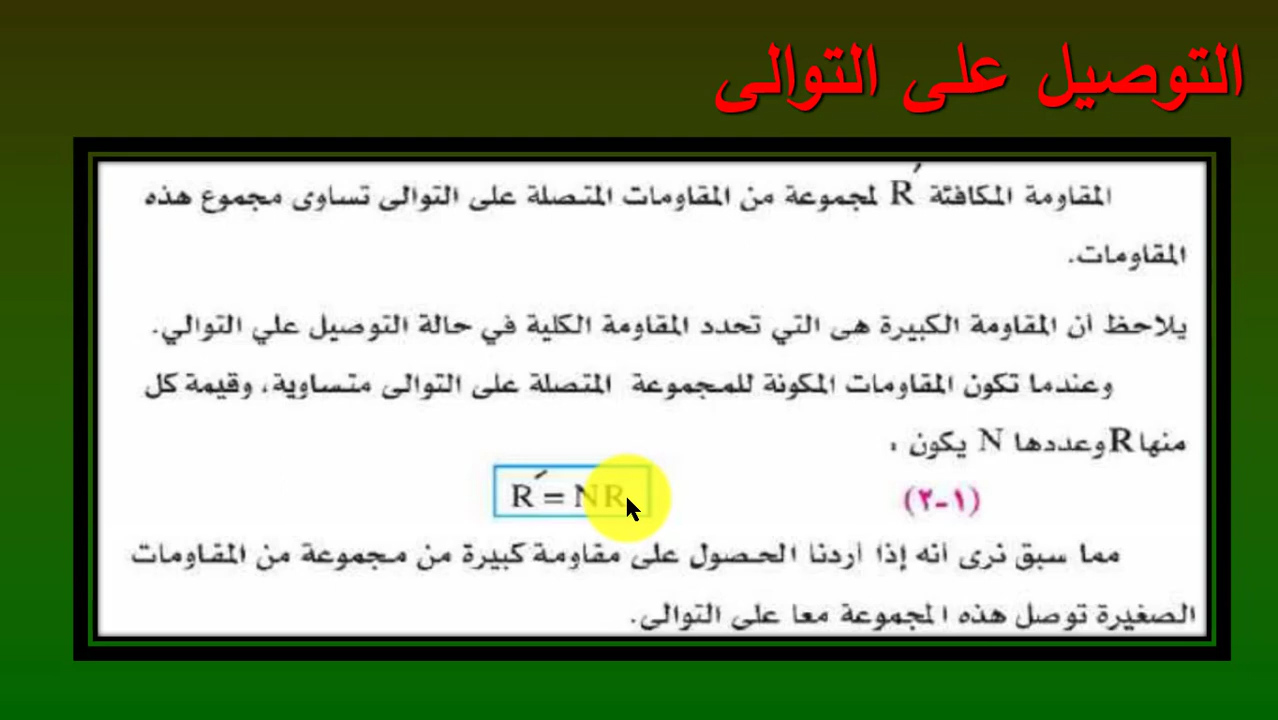 التوصيل على التوالى
المقاومة المكافئة R′ لمجموعة من المقاومات المتصلة على التوالى تساوى مجموع هذه
المقاومات.
يلاحظ أن المقاومة الكبيرة هى التي تحدد المقاومة الكلية في حالة التوصيل علي التوالي.
وعندما تكون المقاومات المكونة للمجموعة المتصلة على التوالى متساوية، وقيمة كل
منها R وعددها N يكون :
(٢-١) R′ = NR
مما سبق نرى أنه إذا أردنا الحصول على مقاومة كبيرة من مجموعة من المقاومات
الصغيرة توصل هذه المجموعة معا على التوالى.